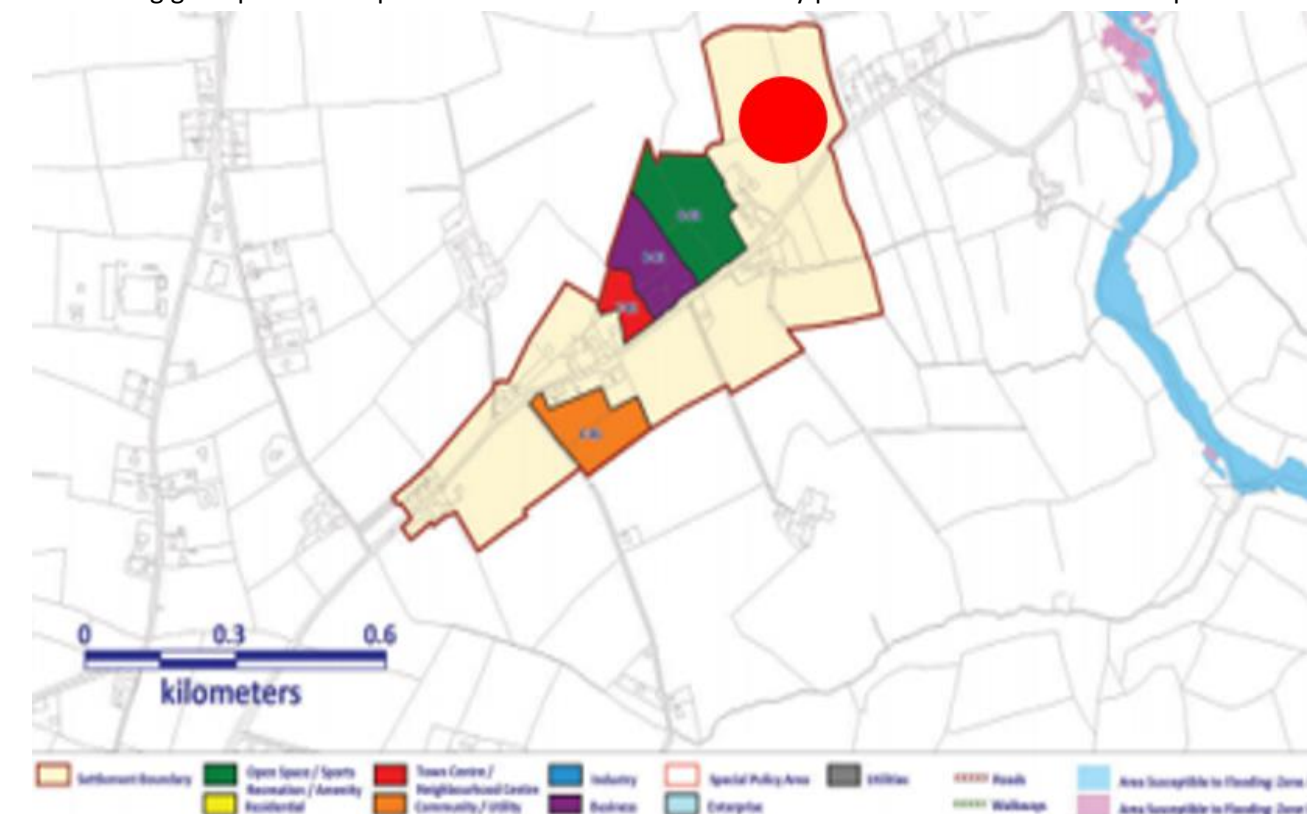 0 0.3 0.6
kilometers
Settlement Boundary
Open Space / Sports
Recreation / Amenity
Residential
Town Centre /
Neighbourhood Centre
Community / Utility
Industry
Business
Special Policy Area
Enterprise
Utilities
Roads
Walkways
Area Susceptible to Flooding: Zone
Area Susceptible to Flooding: Zone